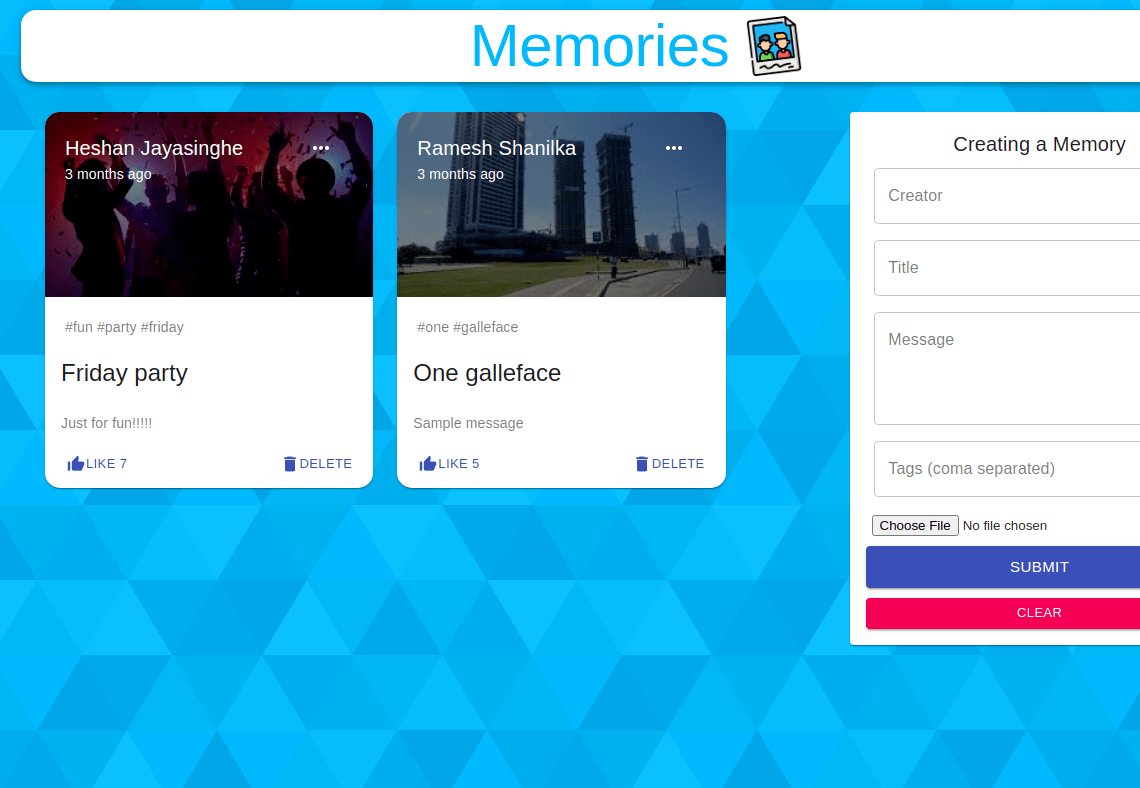 Memories
Heshan Jayasinghe
3 months ago
#fun #party #friday
Friday party
Just for fun!!!!!
LIKE 7
DELETE
Ramesh Shanilka
3 months ago
#one #galleface
One galleface
Sample message
LIKE 5
DELETE
Creating a Memory
Creator
Title
Message
Tags (coma separated)
Choose File No file chosen
SUBMIT
CLEAR